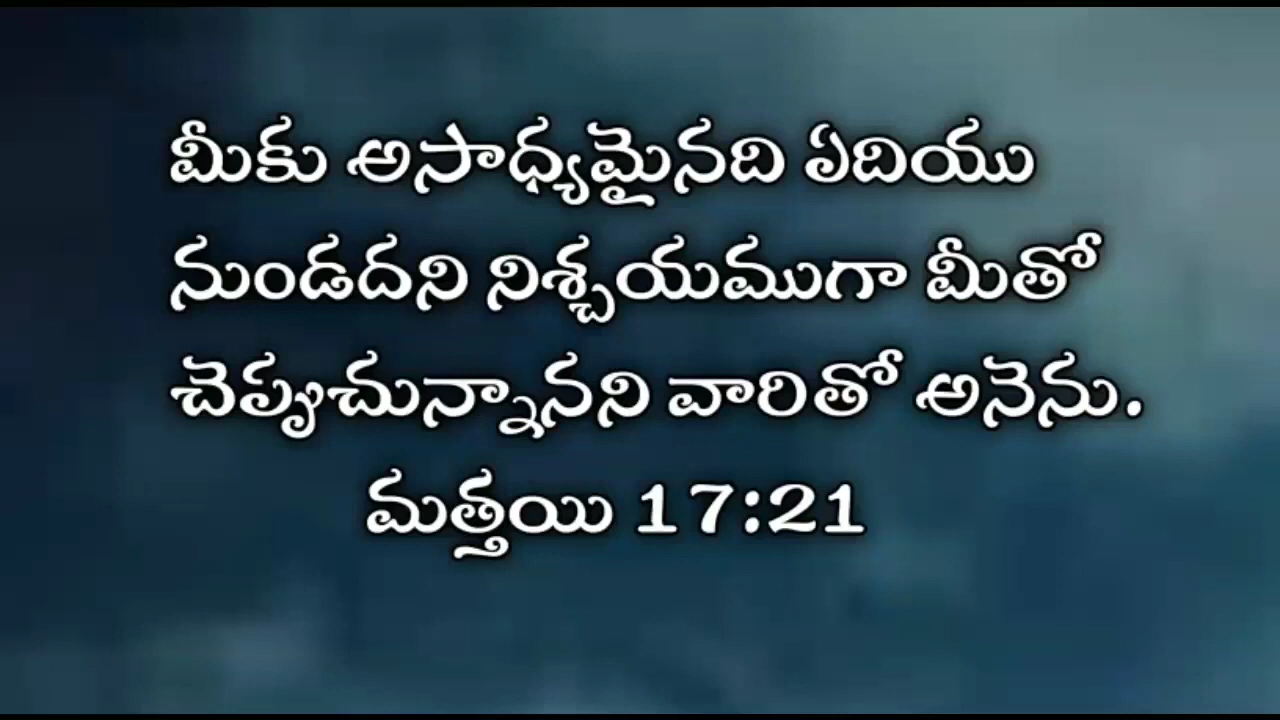 మీకు అసాధ్యమైనది ఏదియు
నుండదని నిశ్చయముగా మీతో
చెప్పుచున్నానని వారితో అనెను.
మత్తయి 17:21